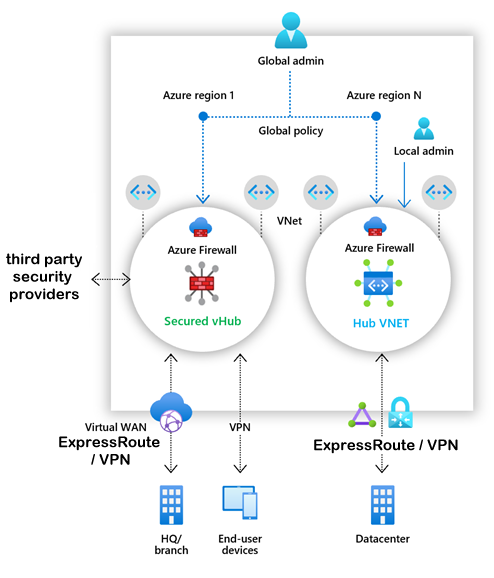 Global admin
Azure region 1
Azure region N
Global policy
Local admin
VNet
Azure Firewall
Azure Firewall
third party
security
providers
Secured vHub
Hub VNET
Virtual WAN
VPN
ExpressRoute
/ VPN
ExpressRoute / VPN
HQ/
branch
End-user
devices
Datacenter